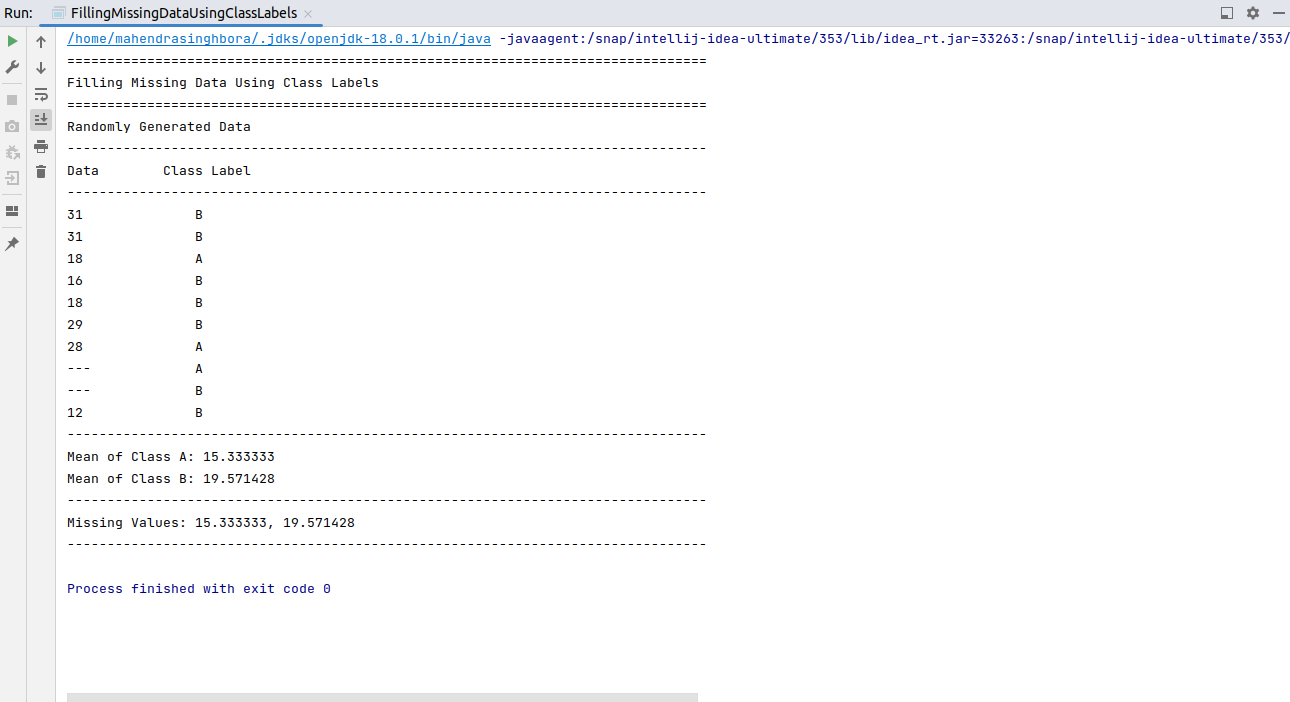 Run: FillingMissingDataUsingClassLabels
/home/mahendrasinghbora/.jdks/openjdk-18.0.1/bin/java -javaagent:/snap/intellij-idea-ultimate/353/lib/idea_rt.jar=33263:/snap/intellij-idea-ultimate/353/
================================================================================
Filling Missing Data Using Class Labels
================================================================================
Randomly Generated Data
--------------------------------------------------------------------------------
Data        Class Label
--------------------------------------------------------------------------------
31              B
31              B
18              A
16              B
18              B
29              B
28              A
---             A
---             B
12              B
--------------------------------------------------------------------------------
Mean of Class A: 15.333333
Mean of Class B: 19.571428
--------------------------------------------------------------------------------
Missing Values: 15.333333, 19.571428
--------------------------------------------------------------------------------
Process finished with exit code 0